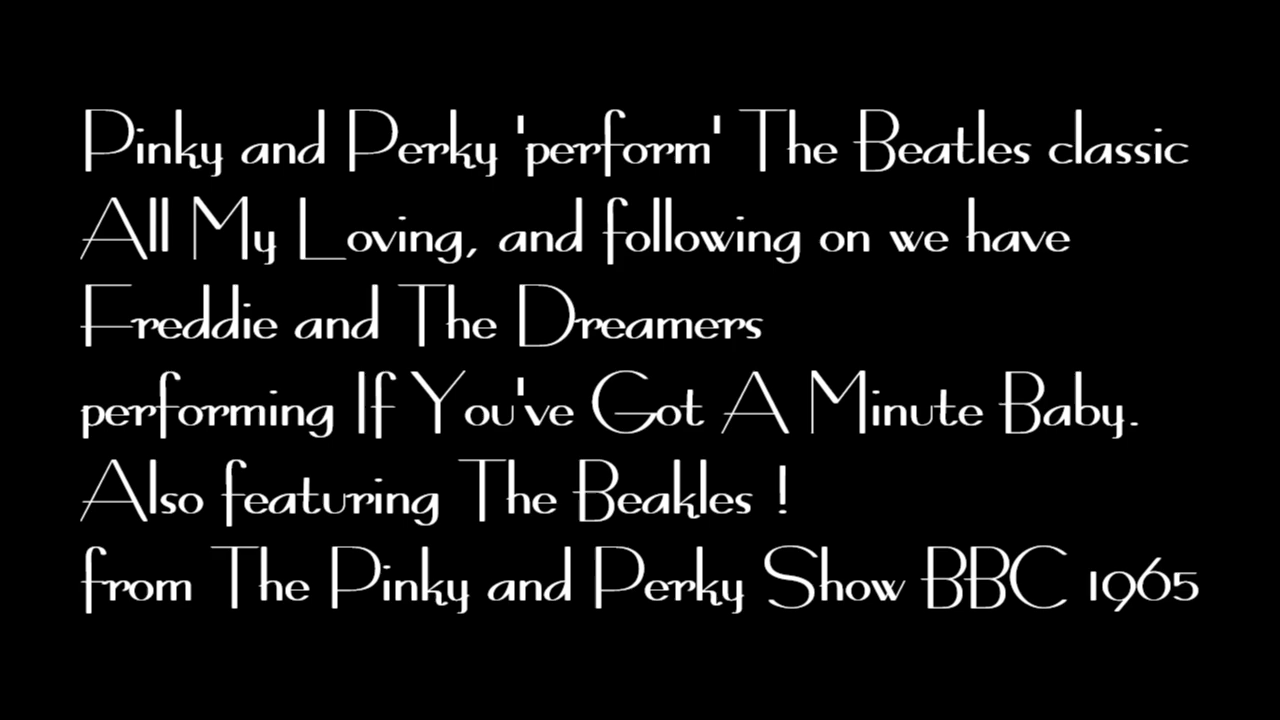 Pinky and Perky 'perform' The Beatles classic
All My Loving, and following on we have
Freddie and The Dreamers
performing If You've Got A Minute Baby.
Also featuring The Beakles !
from The Pinky and Perky Show BBC 1965